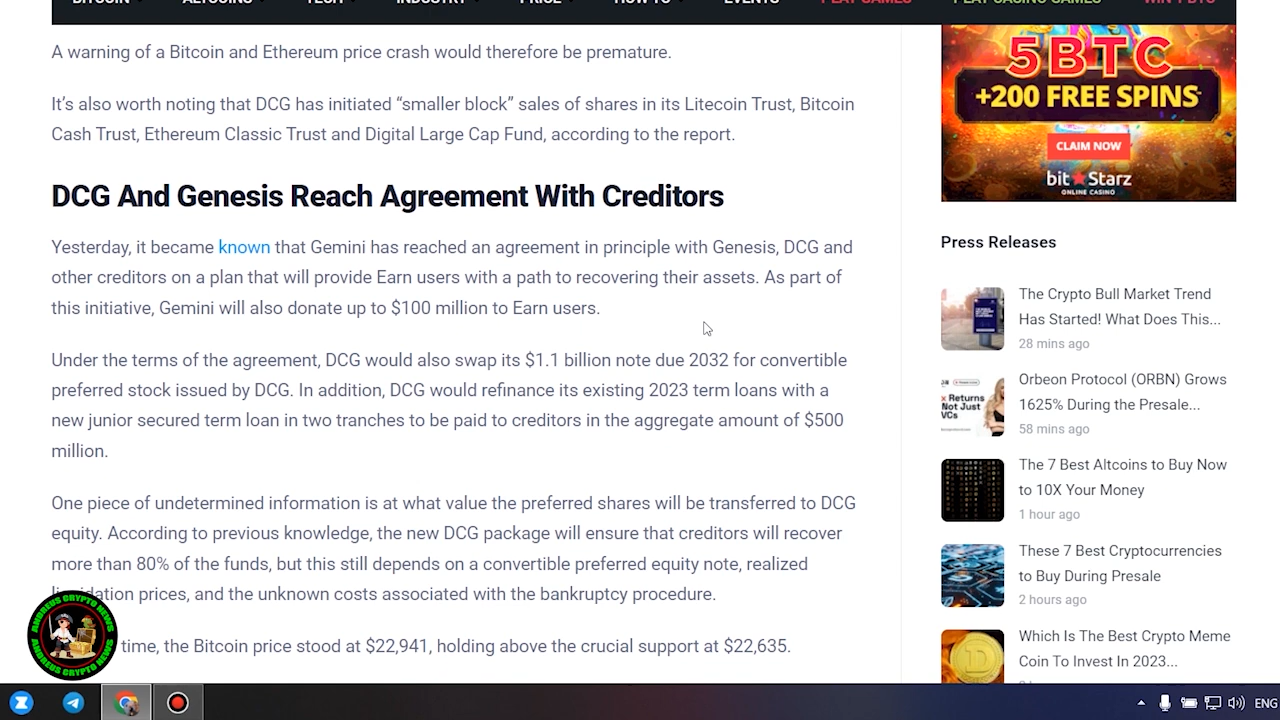 BITCOIN ALTCOINS TECH INDUSTRY PRICE HOW TO EVENTS PLAY GAMES PLAY CASINO GAMES WIN 1 BTC
A warning of a Bitcoin and Ethereum price cash would therefore be premature.
It’s also worth noting that DCG has initiated “smaller block” sales of shares in its Litecoin Trust, Bitcoin
Cash Trust, Ethereum Classic Trust and Digital Large Cap Fund, according to the report.
DCG And Genesis Reach Agreement With Creditors
Yesterday, it became known that Gemini has reached an agreement in principle with Genesis, DCG and
other creditors on a plan that will provide Earn users with a path to recovering their assets. As part of
this initiative, Gemini will also donate up to $100 million to Earn users.
Under the terms of the agreement, DCG would also swap its $1.1 billion note due 2032 for convertible
preferred stock issued by DCG. In addition, DCG would refinance its existing 2023 term loans with a
new junior secured term loan in two tranches to be paid to creditors in the aggregate amount of $500
million.
One piece of undetermined information is at what value the preferred shares will be transferred to DCG
equity. According to previous knowledge, the new DCG package will ensure that creditors will recover
more than 80% of the funds, but this still depends on a convertible preferred equity note, realized
liquidation prices, and the unknown costs associated with the bankruptcy procedure.
time, the Bitcoin price stood at $22,941, holding above the crucial support at $22,635.
ANDREUS CRYPTO NEWS
ANDREUS CRYPTO NEWS
5 BTC
+200 FREE SPINS
CLAIM NOW
bit★Starz
ONLINE CASINO
Press Releases
The Crypto Bull Market Trend
Has Started! What Does This...
28 mins ago
Returns
Not Just
VCs
Orbeon Protocol (ORBN) Grows
1625% During the Presale...
58 mins ago
The 7 Best Altcoins to Buy Now
to 10X Your Money
1 hour ago
These 7 Best Cryptocurrencies
to Buy During Presale
2 hours ago
Which Is The Best Crypto Meme
Coin To Invest In 2023...
ENG